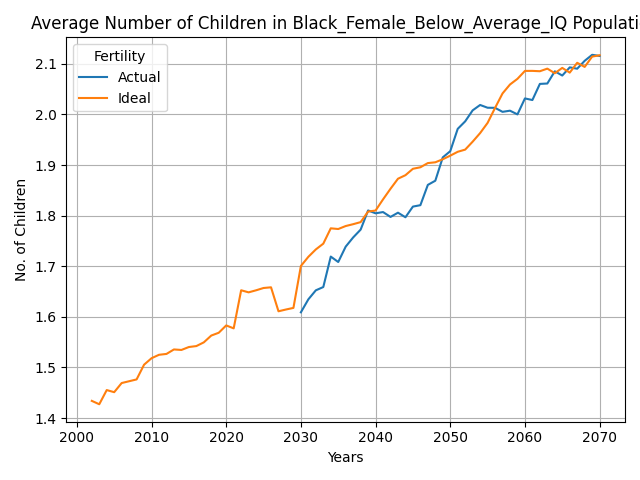 Average Number of Children in Black_Female_Below_Average_IQ Populati
Fertility
Actual
Ideal
No. of Children
2.1
2.0
1.9
1.8
1.7
1.6
1.5
1.4
2000 2010 2020 2030 2040 2050 2060 2070
Years